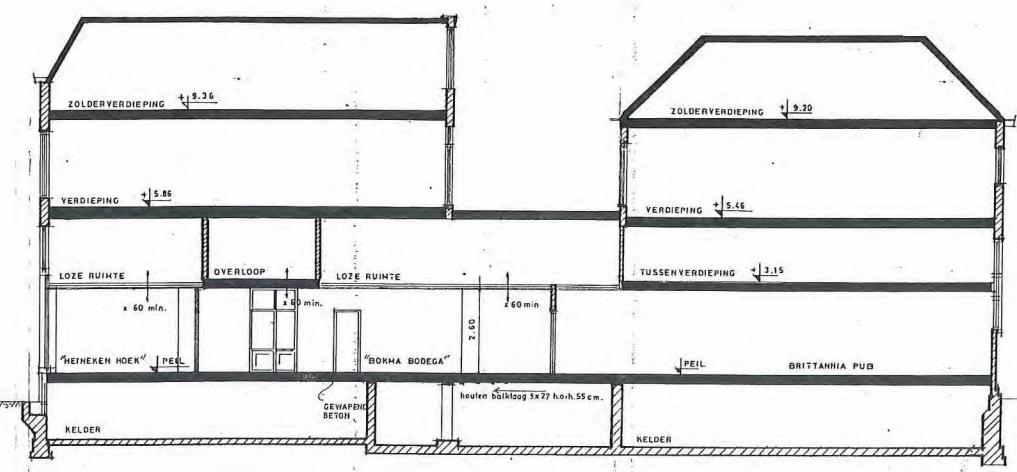 ZOLDERVERDIEPING + 9.36
ZOLDERVERDIEPING + 9.20
VERDIEPING + 5.86
VERDIEPING + 5.46
LOZE RUIMTE
OVERLOOP
LOZE RUIMTE
TUSSENVERDIEPING + 3.15
x 60 min.
x 60 min.
x 60 min
2.60
"HEINEKEN HOEK"
PEIL
"BOKMA BODEGA"
PEIL
BRITTANNIA PUB
GEWAPEND
BETON
houten balklaag 9x27 h.o.h. 55 cm.
KELDER
KELDER